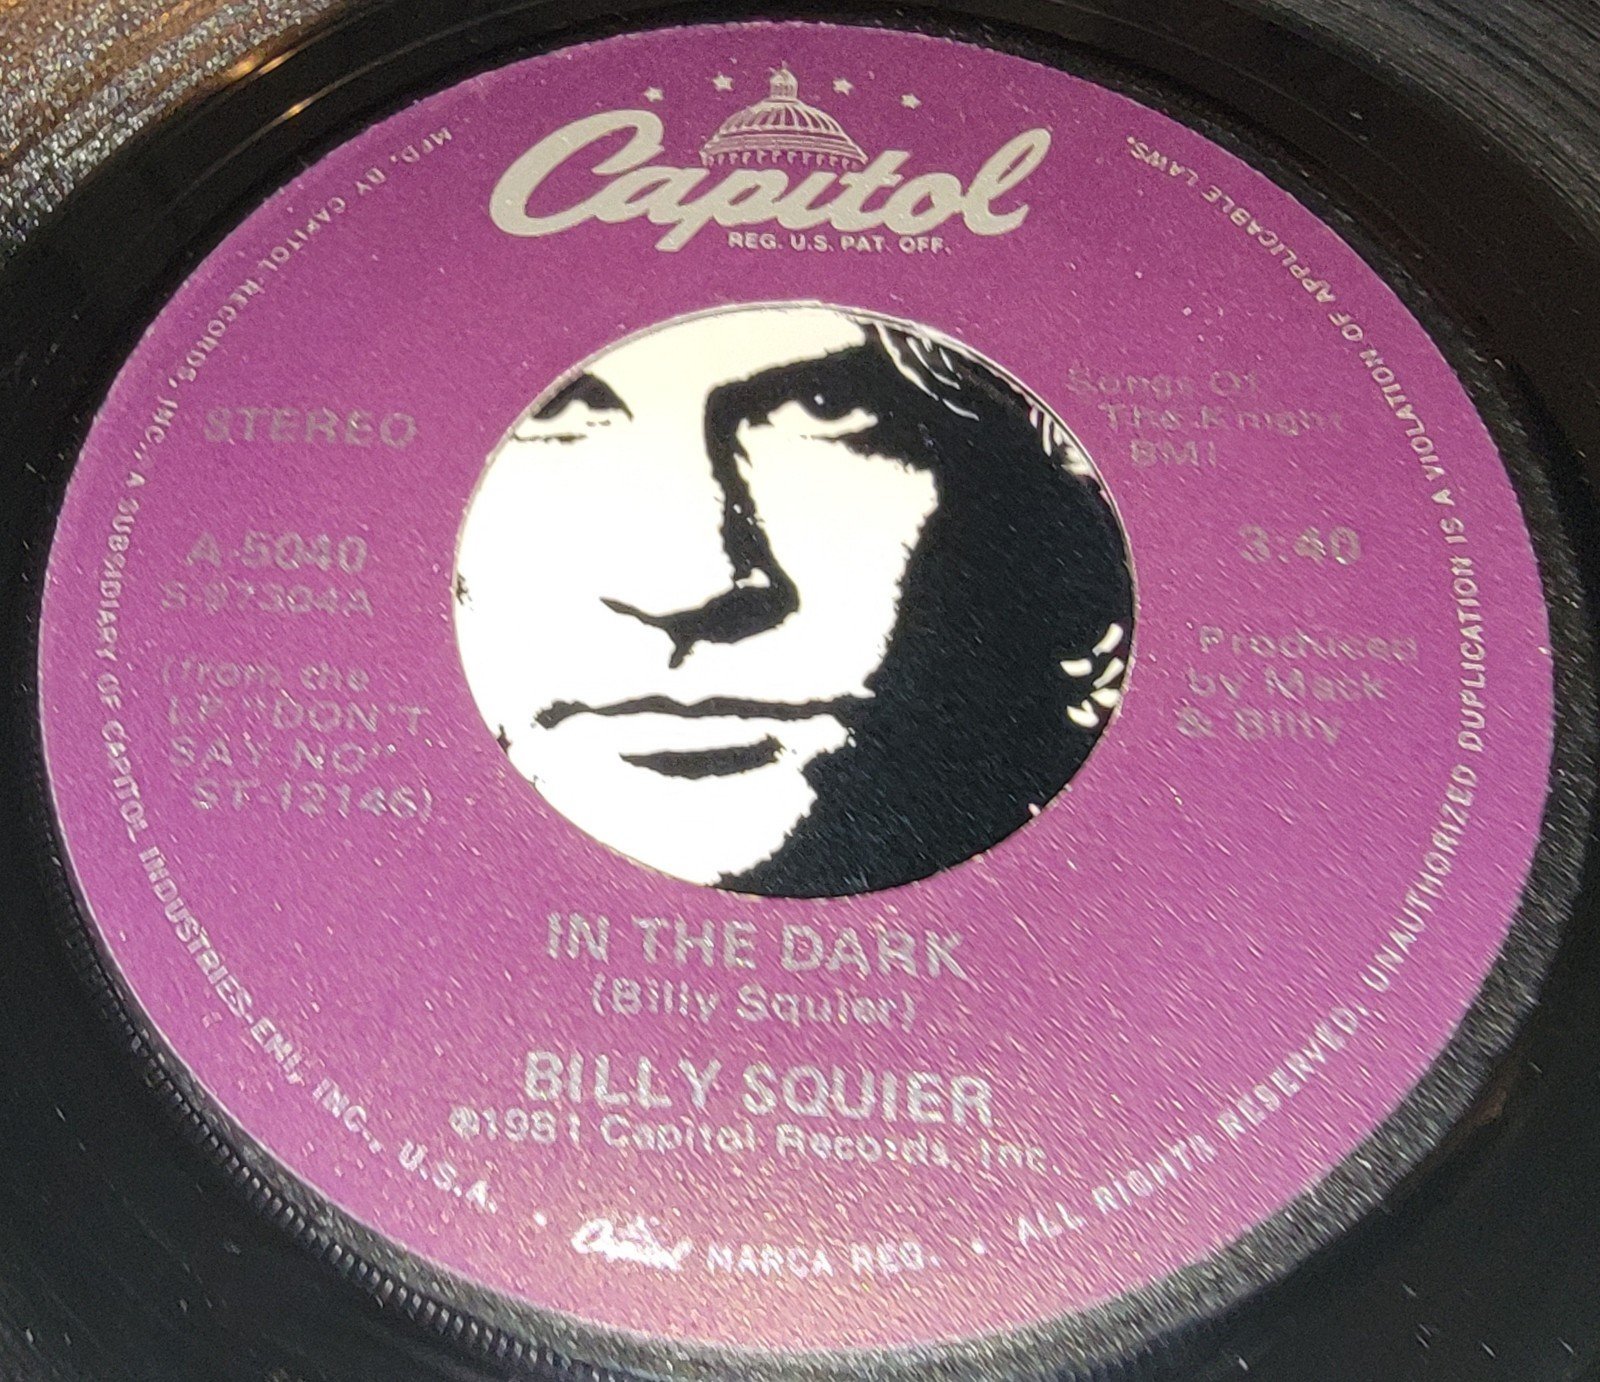 Capitol
REG. U.S. PAT. OFF.
MFD. BY CAPITOL RECORDS, INC., A SUBSIDIARY OF CAPITOL INDUSTRIES-EMI, INC., U.S.A. • Capitol MARCA REG. • ALL RIGHTS RESERVED. UNAUTHORIZED DUPLICATION IS A VIOLATION OF APPLICABLE LAWS.
STEREO
A-5040
S-97304A
(from the
LP "DON'T
SAY NO"
ST-12146)
Songs Of
The Knight
BMI
3:40
Produced
by Mack
& Billy
IN THE DARK
(Billy Squier)
BILLY SQUIER
℗1981 Capitol Records, Inc.